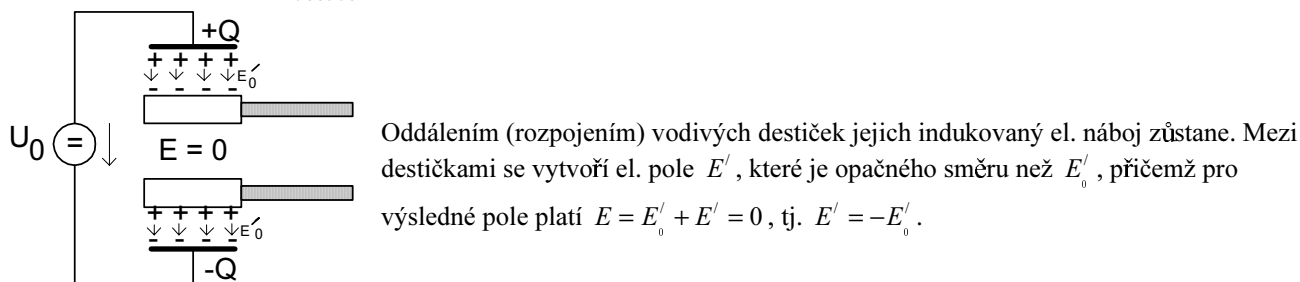 +Q
+ + + +
E₀′
- - - -
U₀ =
E = 0
+ + + +
E₀′
- - - -
-Q
Oddálením (rozpojením) vodivých destiček jejich indukovaný el. náboj zůstane. Mezi
destičkami se vytvoří el. pole E′, které je opačného směru než E₀′, přičemž pro
výsledné pole platí E = E₀′ + E′ = 0, tj. E′ = −E₀′.